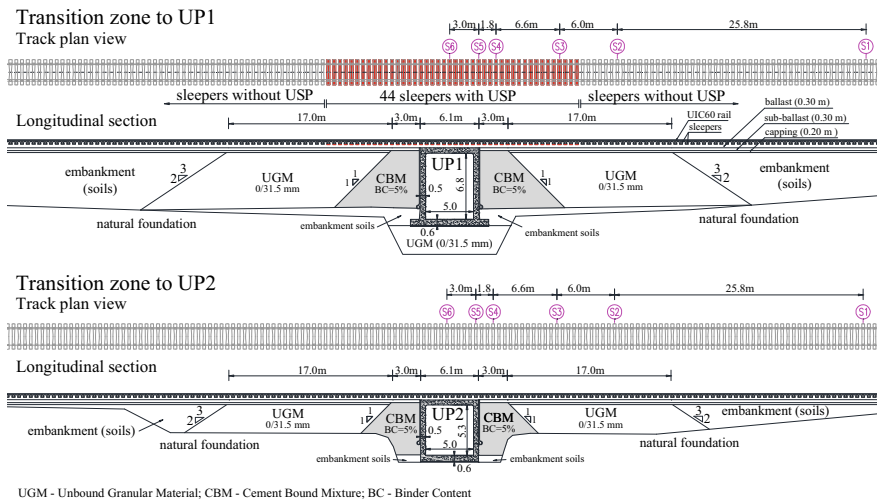 Transition zone to UP1
Track plan view
3.0m 1.8 6.6m 6.0m 25.8m
S6 S5 S4 S3 S2 S1
sleepers without USP 44 sleepers with USP sleepers without USP
Longitudinal section
UIC60 rail
sleepers
ballast (0.30 m)
sub-ballast (0.30 m)
capping (0.20 m )
17.0m 3.0m 6.1m 3.0m 17.0m
embankment
(soils)
3
2
UGM
0/31.5 mm
1
1
CBM
BC=5%
UP1
6.8
0.5
5.0
CBM
BC=5%
1
1
UGM
0/31.5 mm
3
2
embankment
(soils)
natural foundation
embankment soils
0.6
UGM (0/31.5 mm)
embankment soils
natural foundation
Transition zone to UP2
Track plan view
3.0m 1.8 6.6m 6.0m 25.8m
S6 S5 S4 S3 S2 S1
Longitudinal section
17.0m 3.0m 6.1m 3.0m 17.0m
embankment (soils)
3
2
UGM
0/31.5 mm
1
1
CBM
BC=5%
UP2
5.3
0.5
5.0
CBM
BC=5%
1
1
UGM
0/31.5 mm
3
2
embankment (soils)
natural foundation
embankment soils
0.6
embankment soils
natural foundation
UGM - Unbound Granular Material; CBM - Cement Bound Mixture; BC - Binder Content